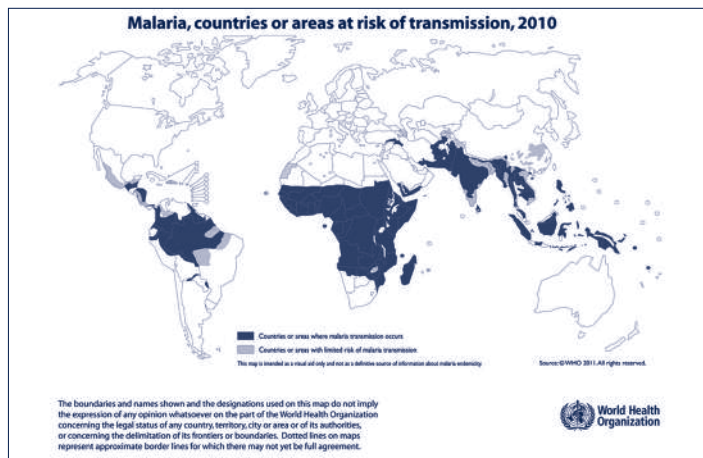 Malaria, countries or areas at risk of transmission, 2010
Countries or areas where malaria transmission occurs
Countries or areas with limited risk of malaria transmission
This map is intended as a visual aid only and not as a definitive source of information about malaria endemicity.
Source: © WHO 2011. All rights reserved.
The boundaries and names shown and the designations used on this map do not imply
the expression of any opinion whatsoever on the part of the World Health Organization
concerning the legal status of any country, territory, city or area or of its authorities,
or concerning the delimitation of its frontiers or boundaries. Dotted lines on maps
represent approximate border lines for which there may not yet be full agreement.
World Health
Organization